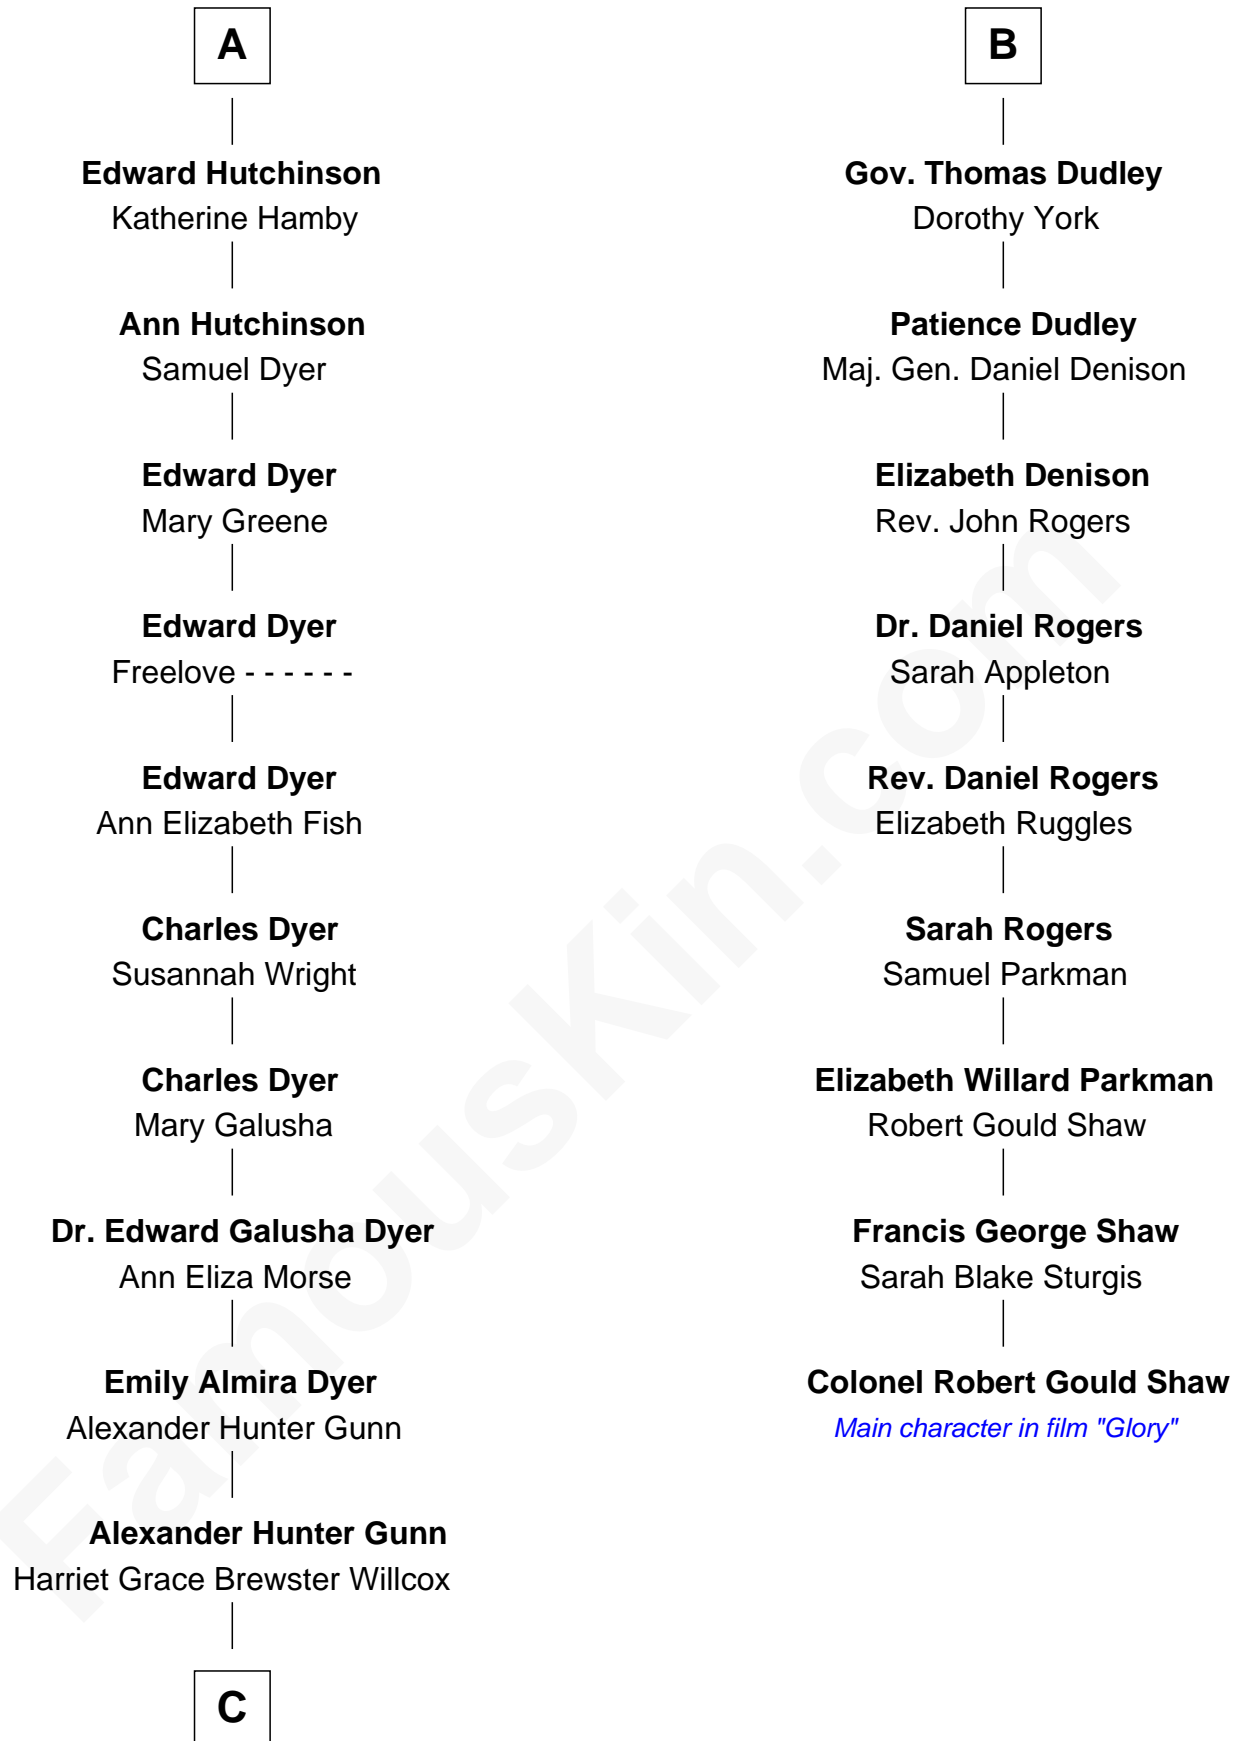 A
Edward Hutchinson
Katherine Hamby
Ann Hutchinson
Samuel Dyer
Edward Dyer
Mary Greene
Edward Dyer
Freelove - - - - - -
Edward Dyer
Ann Elizabeth Fish
Charles Dyer
Susannah Wright
Charles Dyer
Mary Galusha
Dr. Edward Galusha Dyer
Ann Eliza Morse
Emily Almira Dyer
Alexander Hunter Gunn
Alexander Hunter Gunn
Harriet Grace Brewster Willcox
C
B
Gov. Thomas Dudley
Dorothy York
Patience Dudley
Maj. Gen. Daniel Denison
Elizabeth Denison
Rev. John Rogers
Dr. Daniel Rogers
Sarah Appleton
Rev. Daniel Rogers
Elizabeth Ruggles
Sarah Rogers
Samuel Parkman
Elizabeth Willard Parkman
Robert Gould Shaw
Francis George Shaw
Sarah Blake Sturgis
Colonel Robert Gould Shaw
Main character in film "Glory"
FamousKin.com